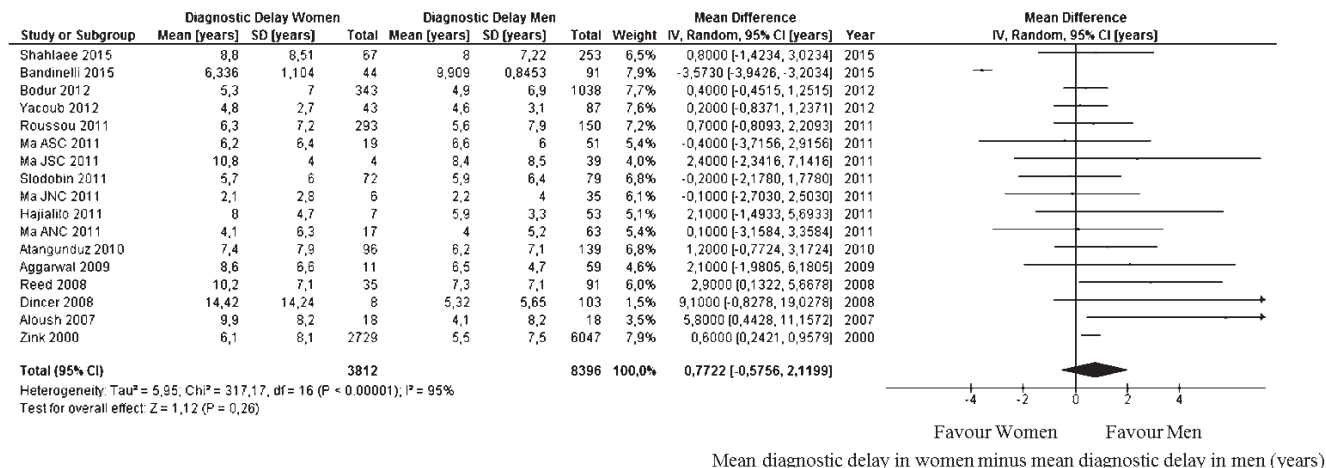 Diagnostic Delay Women Diagnostic Delay Men Mean Difference Mean Difference
Study or Subgroup Mean [years] SD [years] Total Mean [years] SD [years] Total Weight IV, Random, 95% CI [years] Year IV, Random, 95% CI [years]
Shahlaee 2015 8,8 8,51 67 8 7,22 253 6,5% 0,8000 [-1,4234, 3,0234] 2015
Bandinelli 2015 6,336 1,104 44 9,909 0,8453 91 7,9% -3,5730 [-3,9426, -3,2034] 2015
Bodur 2012 5,3 7 343 4,9 6,9 1038 7,7% 0,4000 [-0,4515, 1,2515] 2012
Yacoub 2012 4,8 2,7 43 4,6 3,1 87 7,7% 0,2000 [-0,8371, 1,2371] 2012
Roussou 2011 6,3 7,2 293 5,6 7,9 150 7,2% 0,7000 [-0,8093, 2,2093] 2011
Ma ASC 2011 6,2 6,4 19 6,6 6 51 5,4% -0,4000 [-3,7156, 2,9156] 2011
Ma JSC 2011 10,8 4 4 8,4 8,5 39 4,0% 2,4000 [-2,3416, 7,1416] 2011
Slodobin 2011 5,7 6 72 5,9 6,4 79 6,8% -0,2000 [-2,1780, 1,7780] 2011
Ma JNC 2011 2,1 2,8 6 2,2 4 35 6,1% -0,1000 [-2,7030, 2,5030] 2011
Hajialilo 2011 8 4,7 7 5,9 3,3 53 5,1% 2,1000 [-1,4933, 5,6933] 2011
Ma ANC 2011 4,1 6,3 17 4 5,2 63 5,4% 0,1000 [-3,1584, 3,3584] 2011
Atangunduz 2010 7,4 7,9 96 6,2 7,1 139 6,8% 1,2000 [-0,7724, 3,1724] 2010
Aggarwal 2009 8,6 6,6 11 6,5 4,7 59 4,6% 2,1000 [-1,9805, 6,1805] 2009
Reed 2008 10,2 7,1 35 7,3 7,1 91 5,9% 2,9000 [0,1322, 5,6678] 2008
Dincer 2008 14,42 14,24 8 5,32 5,65 103 1,5% 9,1000 [-0,8278, 19,0278] 2008
Aloush 2007 9,9 8,2 18 4,1 8,2 18 3,5% 5,8000 [0,4428, 11,1572] 2007
Zink 2000 6,1 8,1 2729 5,5 7,5 6047 7,9% 0,6000 [0,2421, 0,9579] 2000
Total (95% CI) 3812 8396 100,0% 0,7722 [-0,5756, 2,1199]
Heterogeneity: Tau² = 5,95; Chi² = 317,17, df = 16 (P < 0.00001); I² = 95%
Test for overall effect: Z = 1,12 (P = 0,26)
-4 -2 0 2 4
Favour Women Favour Men
Mean diagnostic delay in women minus mean diagnostic delay in men (years)